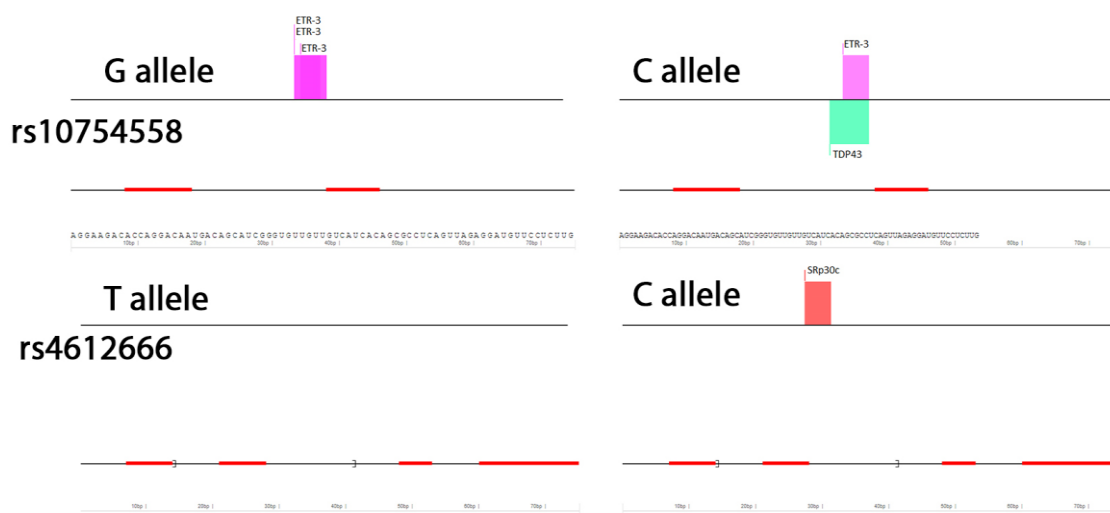 ETR-3
ETR-3
ETR-3
G allele
ETR-3
C allele
rs10754558
TDP43
A G G A A G A C A C C A G G A C A A U G A C A G C A U C G G G U G U U G U U G U C A U C A C A G C G C C U C A G U U A G A G G A U G U U C C U C U U G
10bp 20bp 30bp 40bp 50bp 60bp 70bp
AGGAAGACACCAGGACAAUGACAGCAUCGGGUGUUGUUGUCAUCACAGCGCCUCAGUUAGAGGAUGUUCCUCUUG
10bp 20bp 30bp 40bp 50bp 60bp 70bp
T allele
SRp30c
C allele
rs4612666
10bp 20bp 30bp 40bp 50bp 60bp 70bp
10bp 20bp 30bp 40bp 50bp 60bp 70bp